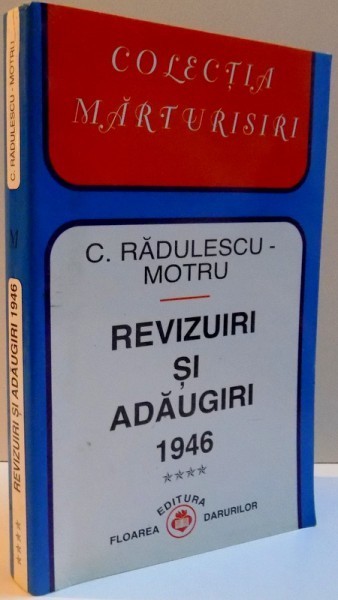 COLECȚIA
MĂRTURISIRI
C. RĂDULESCU -
MOTRU
REVIZUIRI
ȘI
ADĂUGIRI
1946
****
EDITURA
FLOAREA DARURILOR
C. RĂDULESCU - MOTRU
M
REVIZUIRI ȘI ADĂUGIRI 1946
****